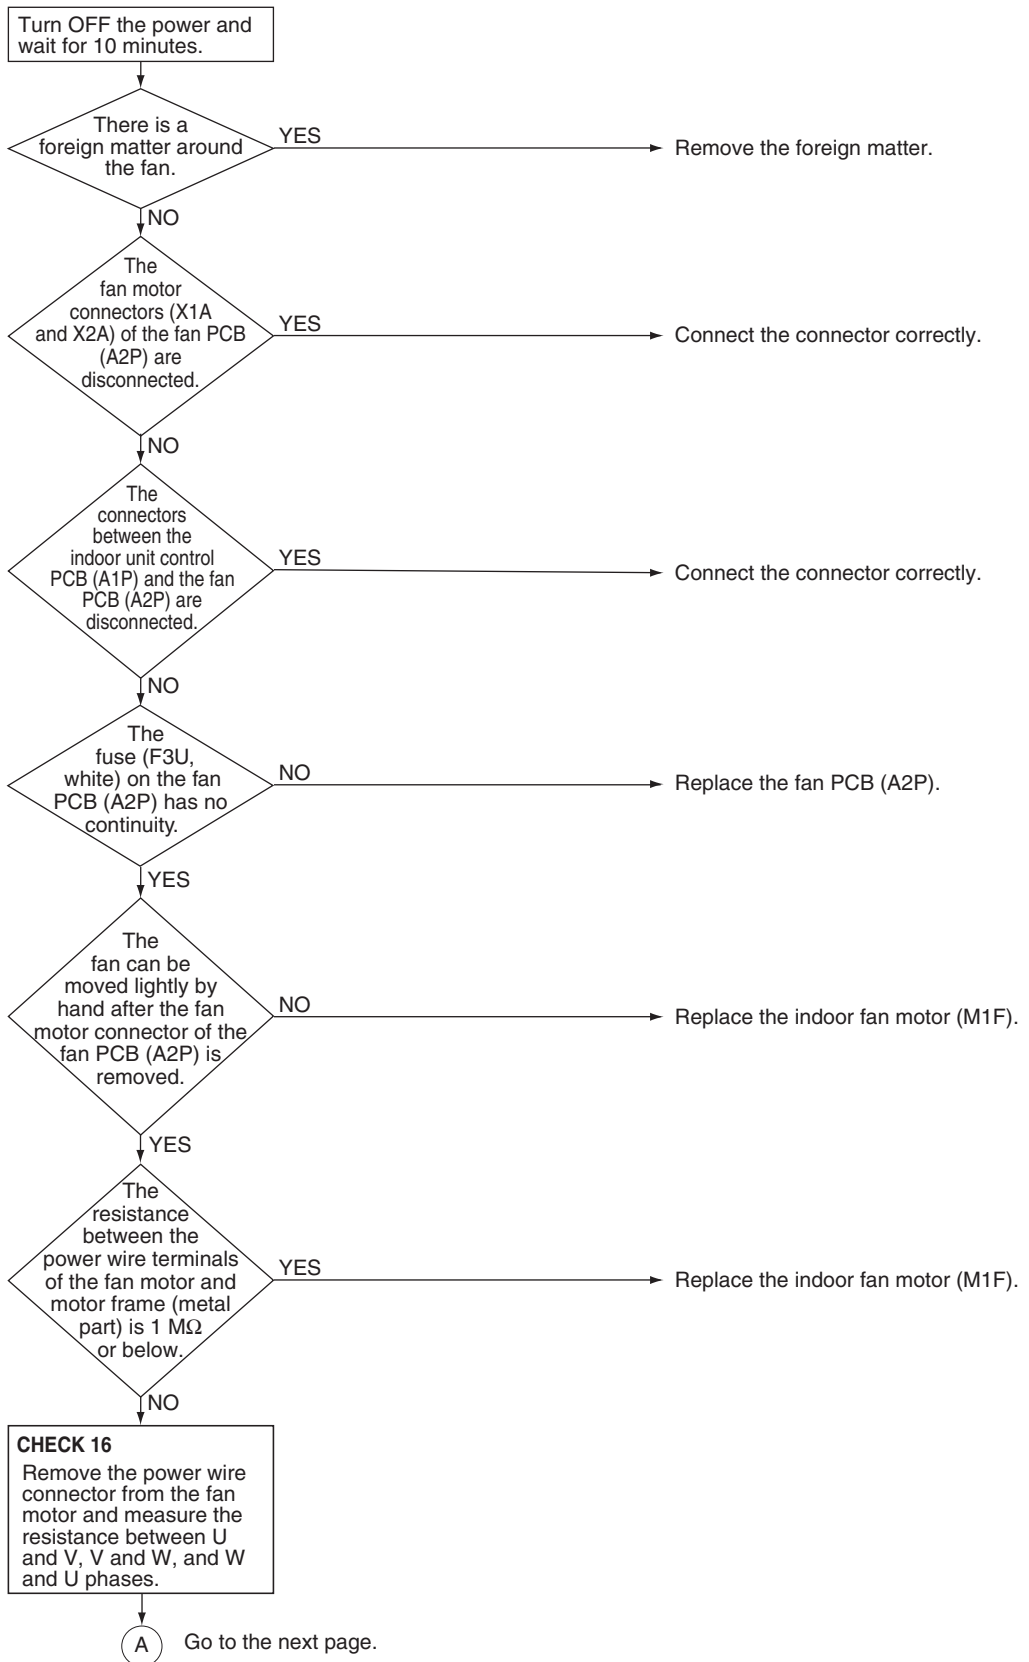 Turn OFF the power and
wait for 10 minutes.
There is a
foreign matter around
the fan.
YES
Remove the foreign matter.
NO
The
fan motor
connectors (X1A
and X2A) of the fan PCB
(A2P) are
disconnected.
YES
Connect the connector correctly.
NO
The
connectors
between the
indoor unit control
PCB (A1P) and the fan
PCB (A2P) are
disconnected.
YES
Connect the connector correctly.
NO
The
fuse (F3U,
white) on the fan
PCB (A2P) has no
continuity.
NO
Replace the fan PCB (A2P).
YES
The
fan can be
moved lightly by
hand after the fan
motor connector of the
fan PCB (A2P) is
removed.
NO
Replace the indoor fan motor (M1F).
YES
The
resistance
between the
power wire terminals
of the fan motor and
motor frame (metal
part) is 1 MΩ
or below.
YES
Replace the indoor fan motor (M1F).
NO
CHECK 16
Remove the power wire
connector from the fan
motor and measure the
resistance between U
and V, V and W, and W
and U phases.
A
Go to the next page.